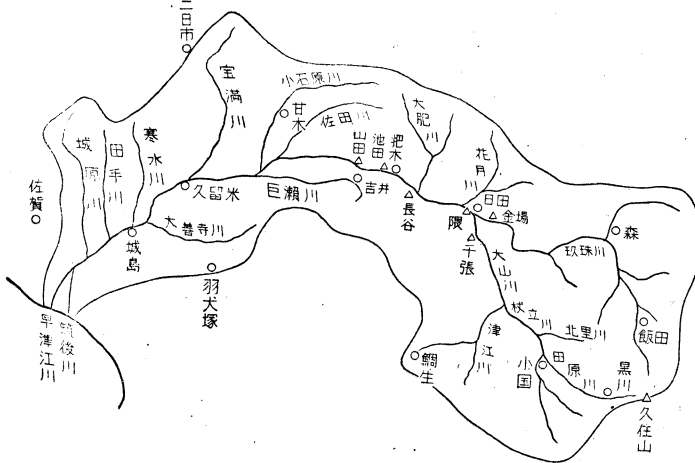 二日市
宝満川
小石原川
甘木
佐田川
山田
池田
把木
大肥川
花月川
城原川
田手川
寒水川
佐賀
久留米
巨瀬川
吉井
長谷
隈
日田
金場
森
城島
大善寺川
羽犬塚
千張
大山川
玖珠川
杖立川
北里川
飯田
津江川
鯛生
小国
田原川
黒川
久住山
筑後川
早津江川